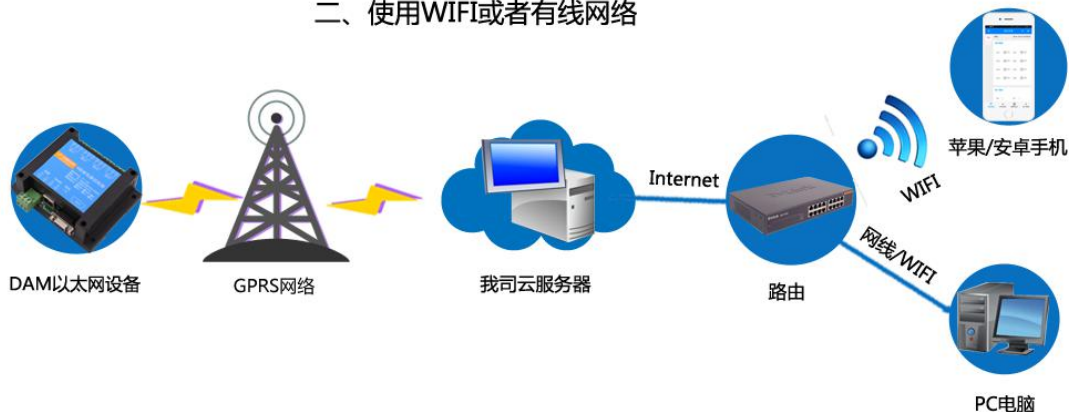 二、使用WIFI或者有线网络
苹果/安卓手机
WIFI
Internet
网线/WIFI
DAM以太网设备
GPRS网络
我司云服务器
路由
PC电脑